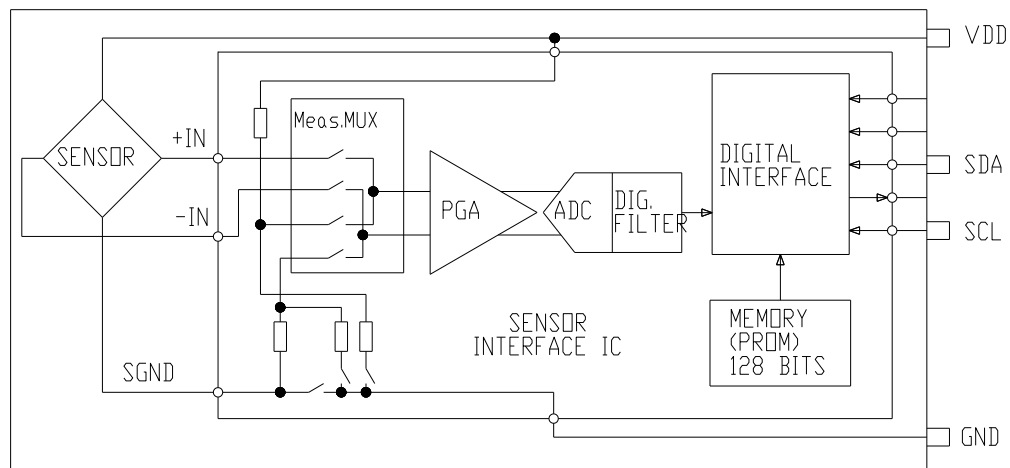 VDD
Meas.MUX
+IN
SENSOR
DIGITAL
INTERFACE
SDA
-IN
PGA
ADC
DIG.
FILTER
SCL
SENSOR
INTERFACE IC
MEMORY
(PROM)
128 BITS
SGND
GND